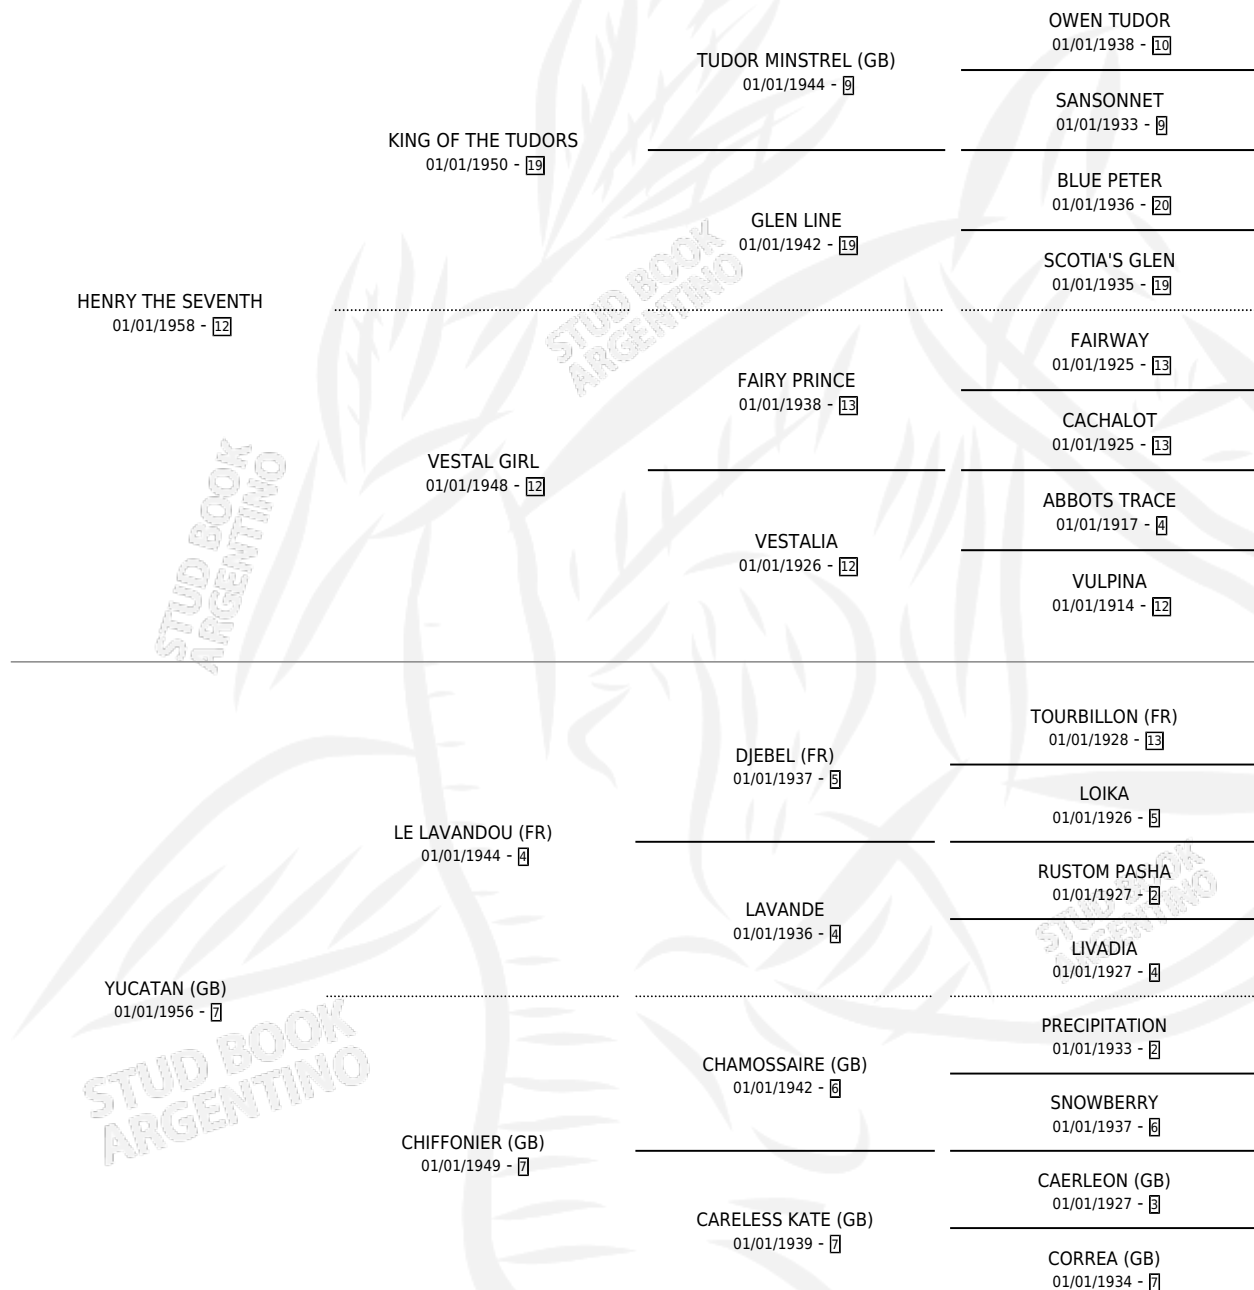 OWEN TUDOR
01/01/1938 - 10
TUDOR MINSTREL (GB)
01/01/1944 - 9
SANSONNET
01/01/1933 - 9
KING OF THE TUDORS
01/01/1950 - 19
BLUE PETER
01/01/1936 - 20
GLEN LINE
01/01/1942 - 19
SCOTIA'S GLEN
01/01/1935 - 19
HENRY THE SEVENTH
01/01/1958 - 12
STUD BOOK
ARGENTINO
FAIRWAY
01/01/1925 - 13
FAIRY PRINCE
01/01/1938 - 13
CACHALOT
01/01/1925 - 13
VESTAL GIRL
01/01/1948 - 12
ABBOTS TRACE
01/01/1917 - 4
VESTALIA
01/01/1926 - 12
VULPINA
01/01/1914 - 12
STUD BOOK
ARGENTINO
TOURBILLON (FR)
01/01/1928 - 13
DJEBEL (FR)
01/01/1937 - 5
LOIKA
01/01/1926 - 5
LE LAVANDOU (FR)
01/01/1944 - 4
RUSTOM PASHA
01/01/1927 - 2
LAVANDE
01/01/1936 - 4
STUD BOOK
ARGENTINO
LIVADIA
01/01/1927 - 4
YUCATAN (GB)
01/01/1956 - 7
PRECIPITATION
01/01/1933 - 2
STUD BOOK
ARGENTINO
CHAMOSSAIRE (GB)
01/01/1942 - 6
SNOWBERRY
01/01/1937 - 6
CHIFFONIER (GB)
01/01/1949 - 7
CAERLEON (GB)
01/01/1927 - 3
CARELESS KATE (GB)
01/01/1939 - 7
CORREA (GB)
01/01/1934 - 7